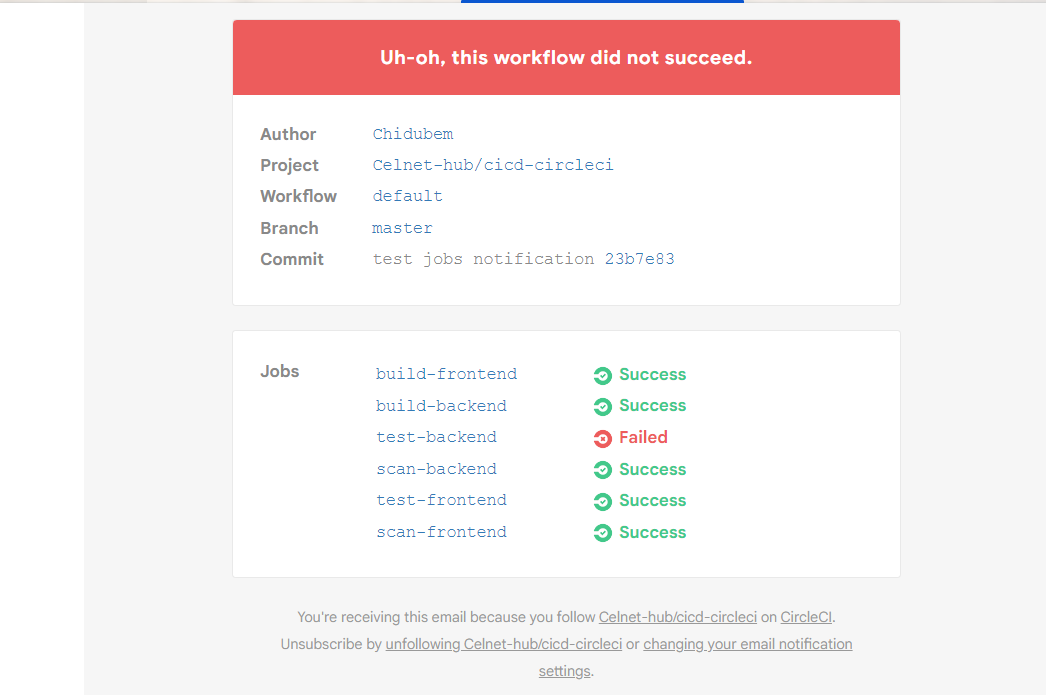 Uh-oh, this workflow did not succeed.
Author Chidubem
Project Celnet-hub/cicd-circleci
Workflow default
Branch master
Commit test jobs notification 23b7e83
Jobs build-frontend Success
build-backend Success
test-backend Failed
scan-backend Success
test-frontend Success
scan-frontend Success
You're receiving this email because you follow Celnet-hub/cicd-circleci on CircleCI.
Unsubscribe by unfollowing Celnet-hub/cicd-circleci or changing your email notification
settings.